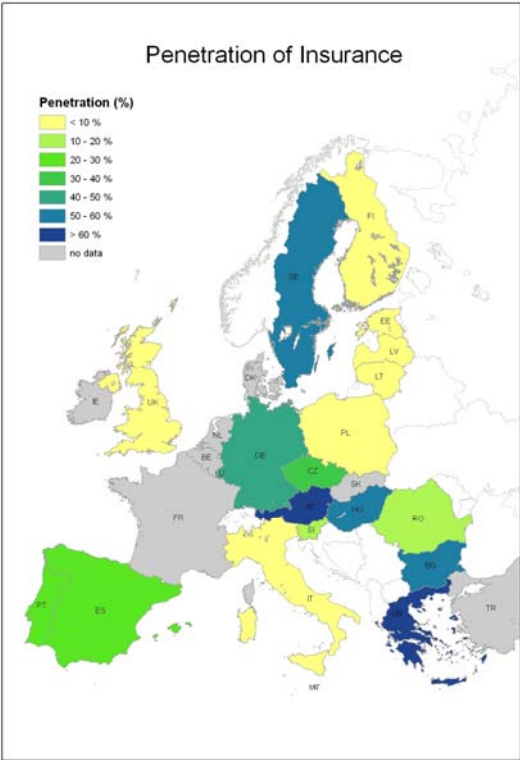 Penetration of Insurance
Penetration (%)
< 10 %
10 - 20 %
20 - 30 %
30 - 40 %
40 - 50 %
50 - 60 %
> 60 %
no data
FI
SE
EE
LV
LT
DK
IE
UK
NL
PL
BE
DE
LU
CZ
SK
FR
AT
HU
SI
RO
BG
IT
PT
ES
GR
TR
MT